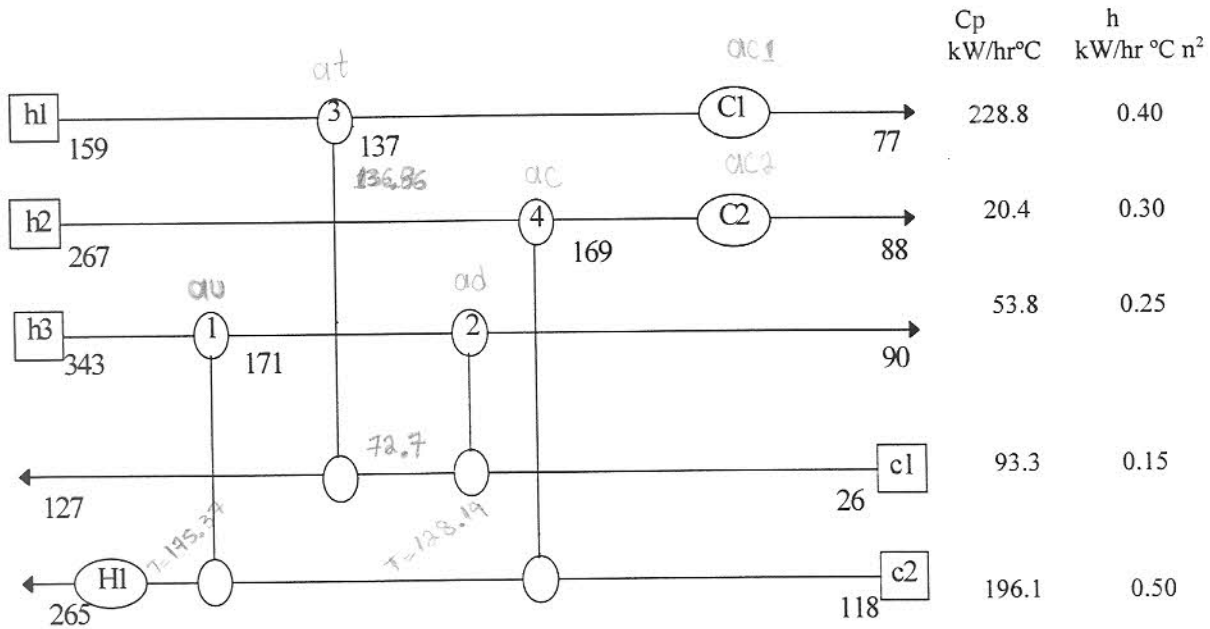 Cp h
kW/hrºC kW/hr ºC n²
at
ac1
h1 3 C1 228.8 0.40
159 137 77
136.86
ac
ac2
h2 4 C2 20.4 0.30
267 169 88
au
ad
h3 1 2 53.8 0.25
343 171 90
72.7
c1 93.3 0.15
127 26
T=175.37
T=128.19
H1 c2 196.1 0.50
265 118